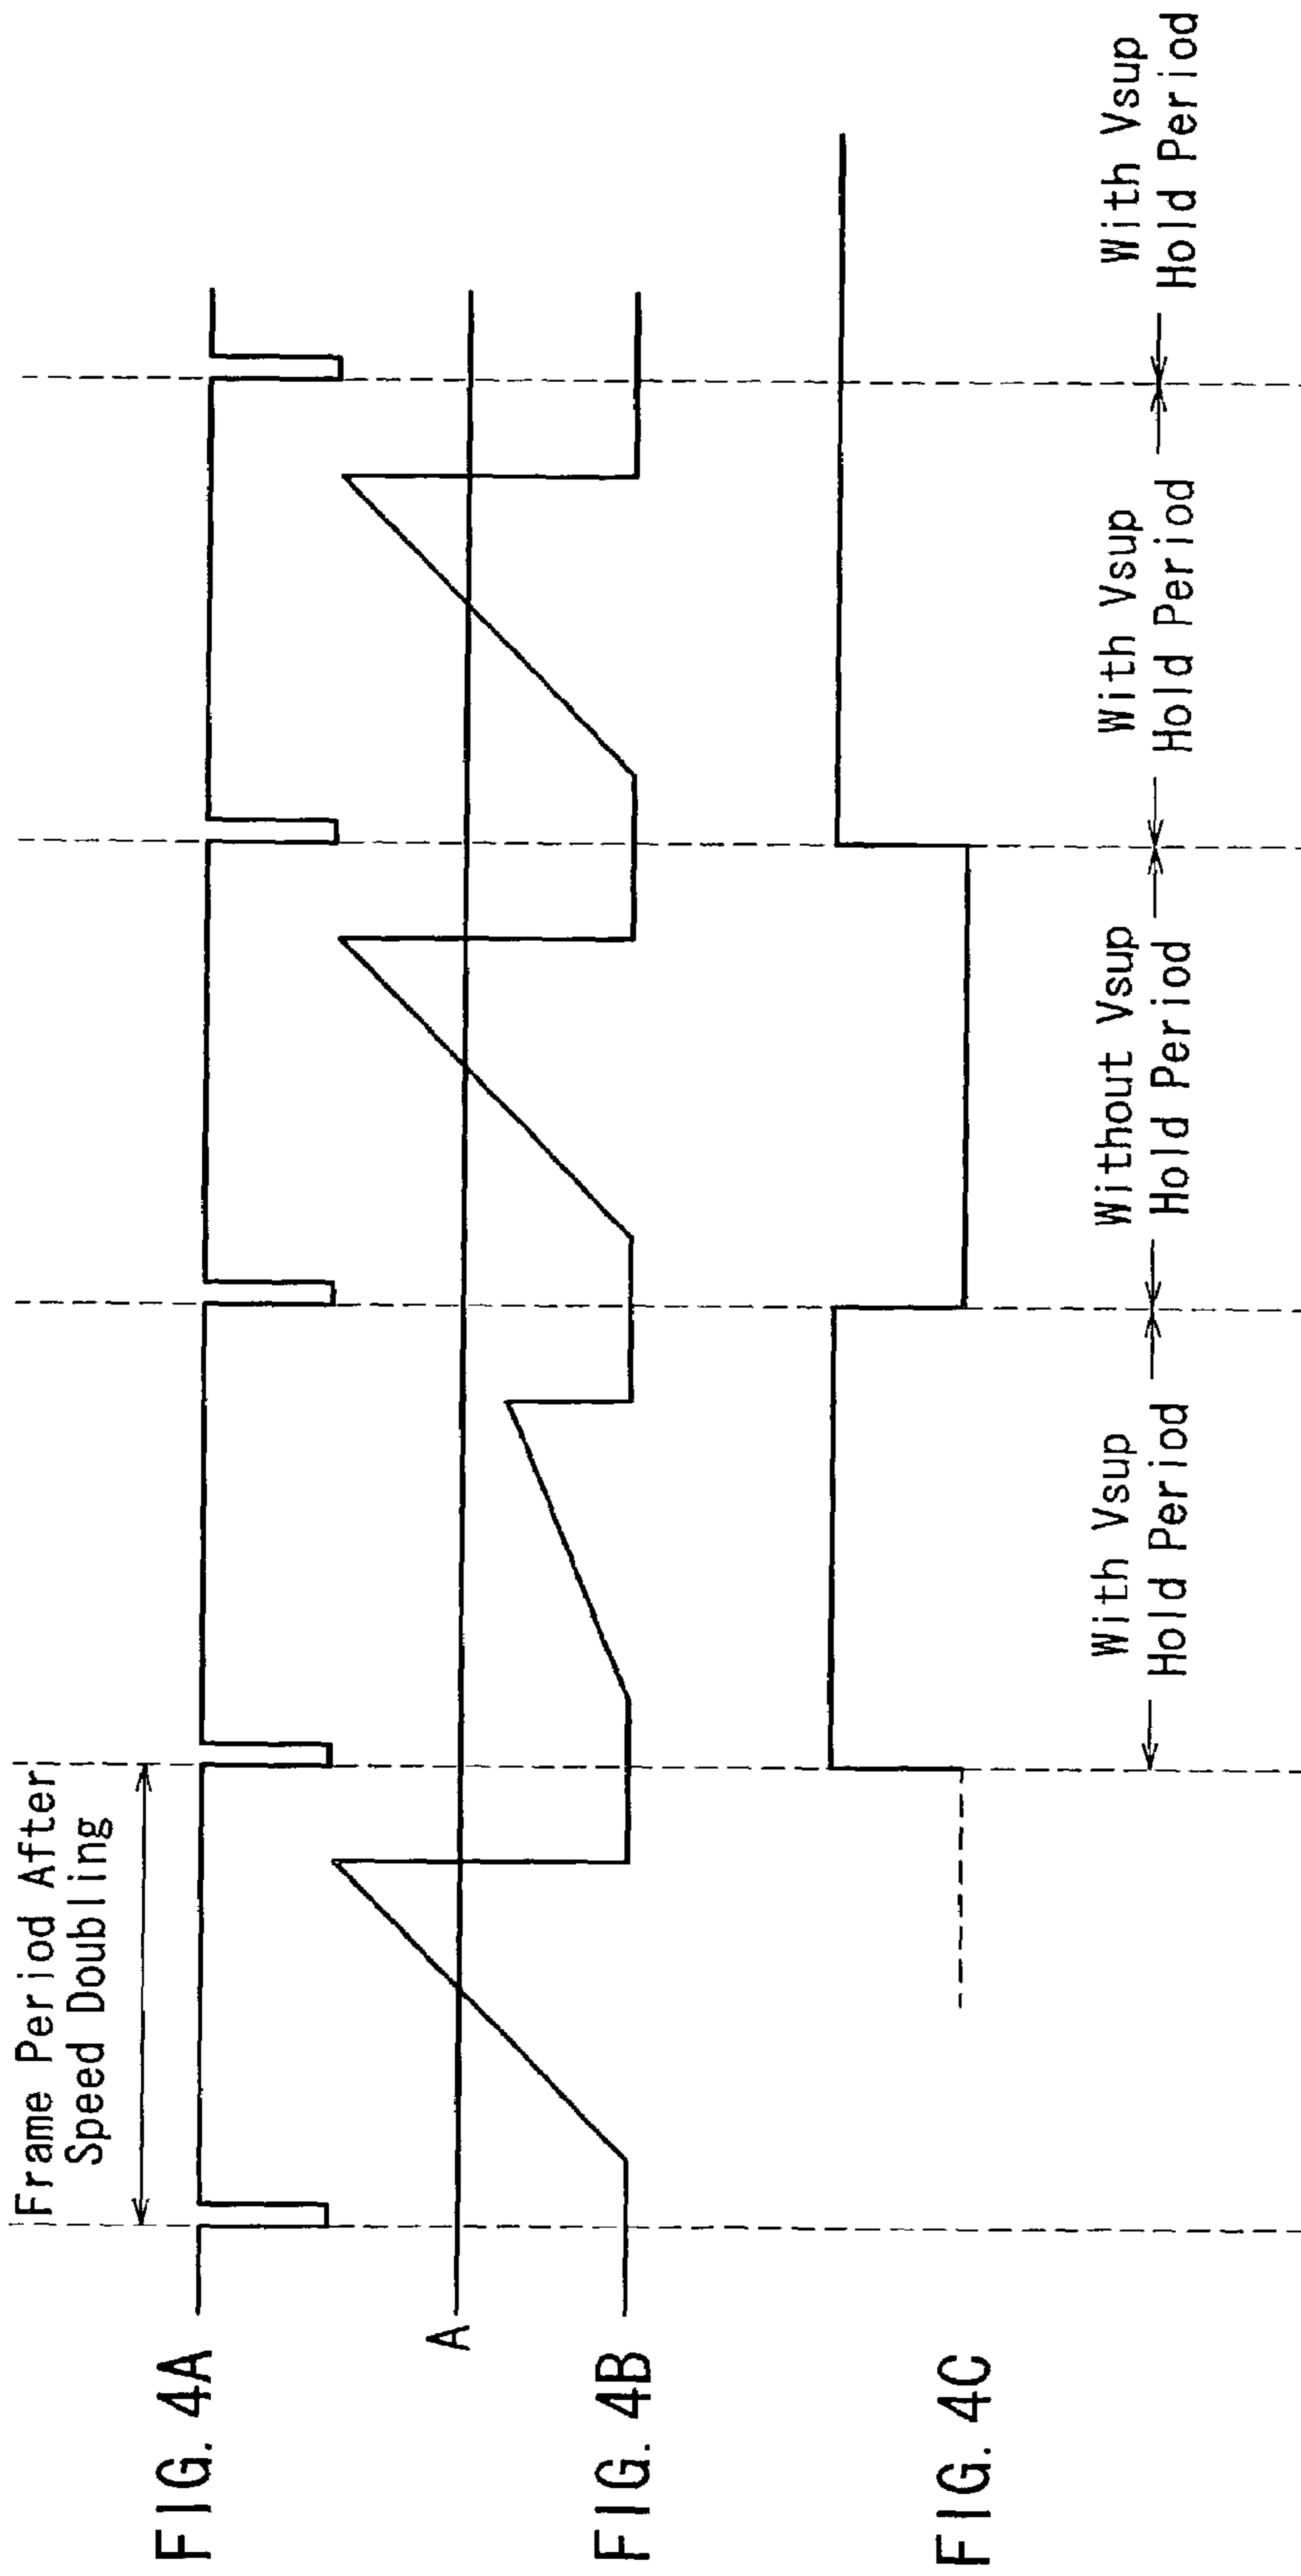 Frame Period After
Speed Doubling
FIG. 4A
A
FIG. 4B
FIG. 4C
With Vsup
Hold Period
Without Vsup
Hold Period
With Vsup
Hold Period
With Vsup
Hold Period